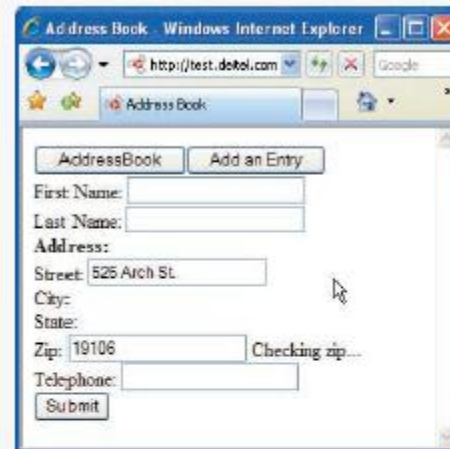 Address Book - Windows Internet Explorer
http://test.deitel.com Google
Address Book
AddressBook Add an Entry
First Name:
Last Name:
Address:
Street: 525 Arch St.
City:
State:
Zip: 19106 Checking zip...
Telephone:
Submit